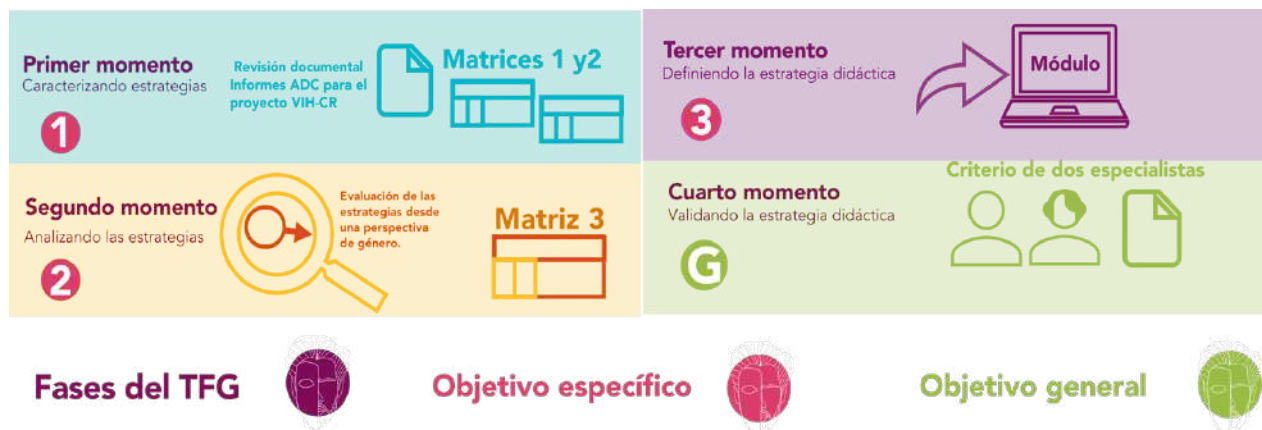 Primer momento
Caracterizando estrategias
1
Revisión documental
Informes ADC para el
proyecto VIH-CR
Matrices 1 y2
Segundo momento
Analizando las estrategias
2
Evaluación de las
estrategias desde
una perspectiva
de género.
Matriz 3
Tercer momento
Definiendo la estrategia didáctica
3
Módulo
Cuarto momento
Validando la estrategia didáctica
G
Criterio de dos especialistas
Fases del TFG
Objetivo específico
Objetivo general